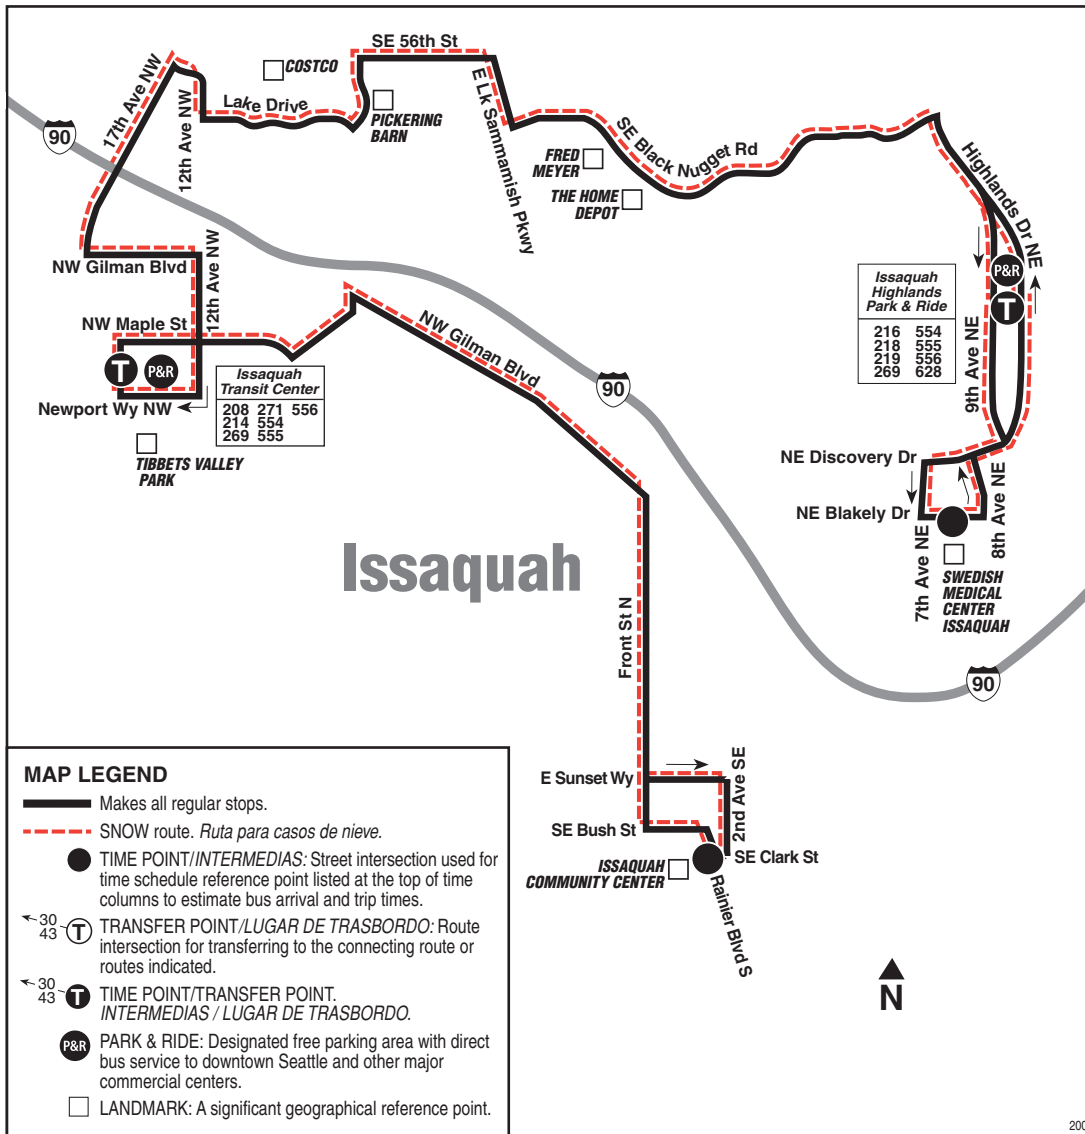 SE 56th St
COSTCO
17th Ave NW
12th Ave NW
Lake Drive
PICKERING
BARN
E Lk Sammamish Pkwy
90
FRED
MEYER
SE Black Nugget Rd
THE HOME
DEPOT
Highlands Dr NE
NW Gilman Blvd
12th Ave NW
P&R
T
Issaquah
Highlands
Park & Ride
216 554
218 555
219 556
269 628
9th Ave NE
NW Maple St
NW Gilman Blvd
T
P&R
Issaquah
Transit Center
208 271 556
214 554
269 555
90
Newport Wy NW
TIBBETS VALLEY
PARK
NE Discovery Dr
NE Blakely Dr
7th Ave NE
8th Ave NE
SWEDISH
MEDICAL
CENTER
ISSAQUAH
Issaquah
Front St N
90
E Sunset Wy
2nd Ave SE
SE Bush St
SE Clark St
ISSAQUAH
COMMUNITY CENTER
Rainier Blvd S
N
MAP LEGEND
Makes all regular stops.
SNOW route. Ruta para casos de nieve.
TIME POINT/INTERMEDIAS: Street intersection used for
time schedule reference point listed at the top of time
columns to estimate bus arrival and trip times.
30
43
T
TRANSFER POINT/LUGAR DE TRASBORDO: Route
intersection for transferring to the connecting route or
routes indicated.
30
43
T
TIME POINT/TRANSFER POINT.
INTERMEDIAS / LUGAR DE TRASBORDO.
P&R
PARK & RIDE: Designated free parking area with direct
bus service to downtown Seattle and other major
commercial centers.
LANDMARK: A significant geographical reference point.
200